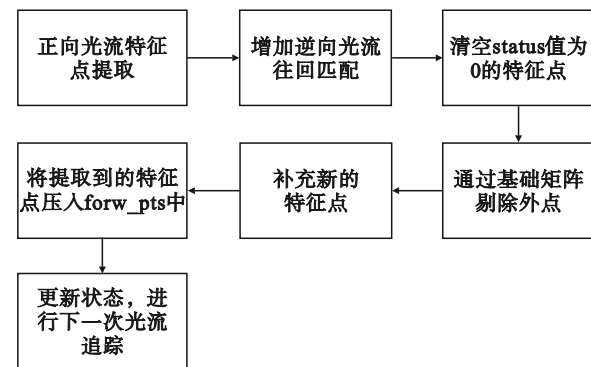 正向光流特征
点提取
增加逆向光流
往回匹配
清空status值为
0的特征点
通过基础矩阵
剔除外点
补充新的
特征点
将提取到的特征
点压入forw_pts中
更新状态，进
行下一次光流
追踪